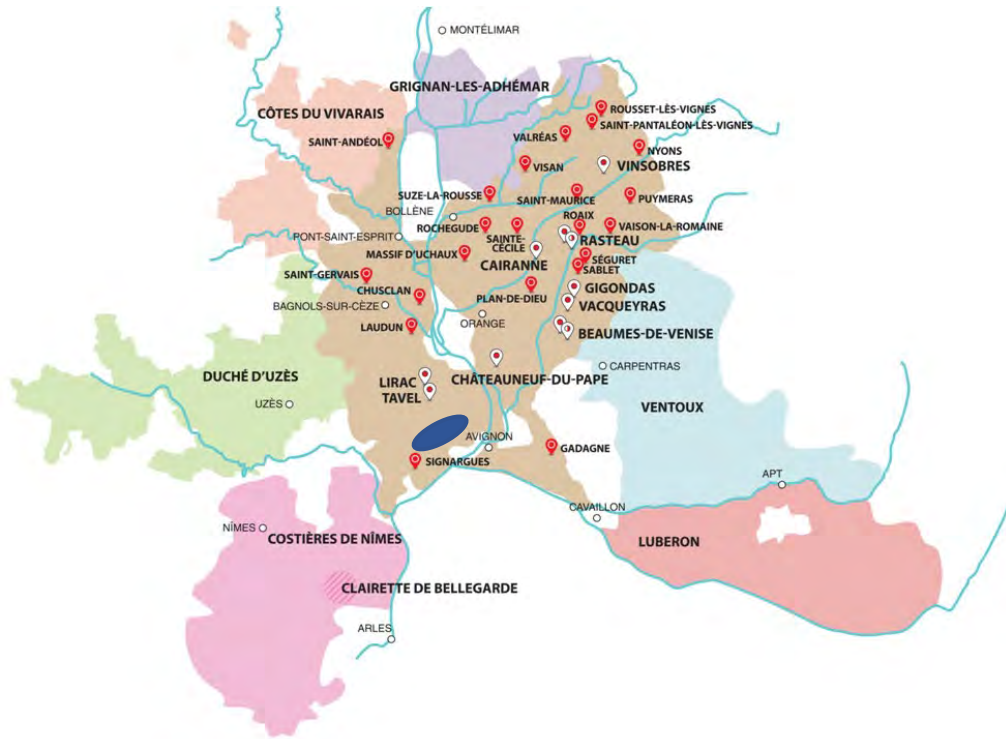 MONTÉLIMAR
GRIGNAN-LES-ADHÉMAR
CÔTES DU VIVARAIS
ROUSSET-LÈS-VIGNES
SAINT-PANTALÉON-LÈS-VIGNES
VALRÉAS
SAINT-ANDÉOL
NYONS
VISAN
VINSOBRES
SUZE-LA-ROUSSE
SAINT-MAURICE
PUYMERAS
BOLLÈNE
ROAIX
ROCHEGUDE
VAISON-LA-ROMAINE
SAINTE-
CÉCILE
PONT-SAINT-ESPRIT
RASTEAU
MASSIF D'UCHAUX
CAIRANNE
SÉGURET
SABLET
SAINT-GERVAIS
GIGONDAS
CHUSCLAN
PLAN-DE-DIEU
VACQUEYRAS
BAGNOLS-SUR-CÈZE
ORANGE
LAUDUN
BEAUMES-DE-VENISE
CARPENTRAS
DUCHÉ D'UZÈS
LIRAC
CHÂTEAUNEUF-DU-PAPE
TAVEL
UZÈS
VENTOUX
AVIGNON
GADAGNE
SIGNARGUES
APT
CAVAILLON
NÎMES
COSTIÈRES DE NÎMES
LUBERON
CLAIRETTE DE BELLEGARDE
ARLES